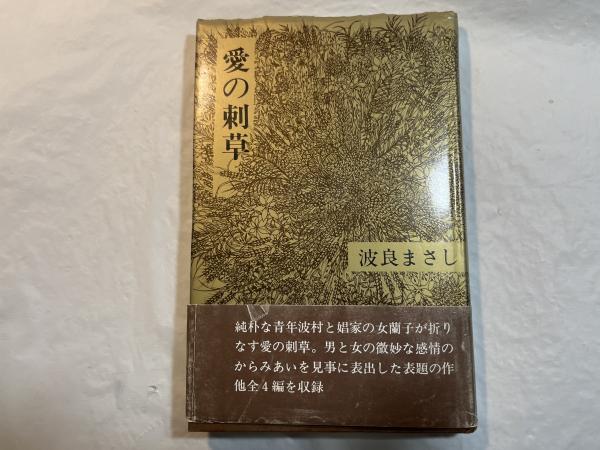 愛の刺草
波良まさし
純朴な青年波村と娼家の女蘭子が折り
なす愛の刺草。男と女の微妙な感情の
からみあいを見事に表出した表題の作
他全4編を収録